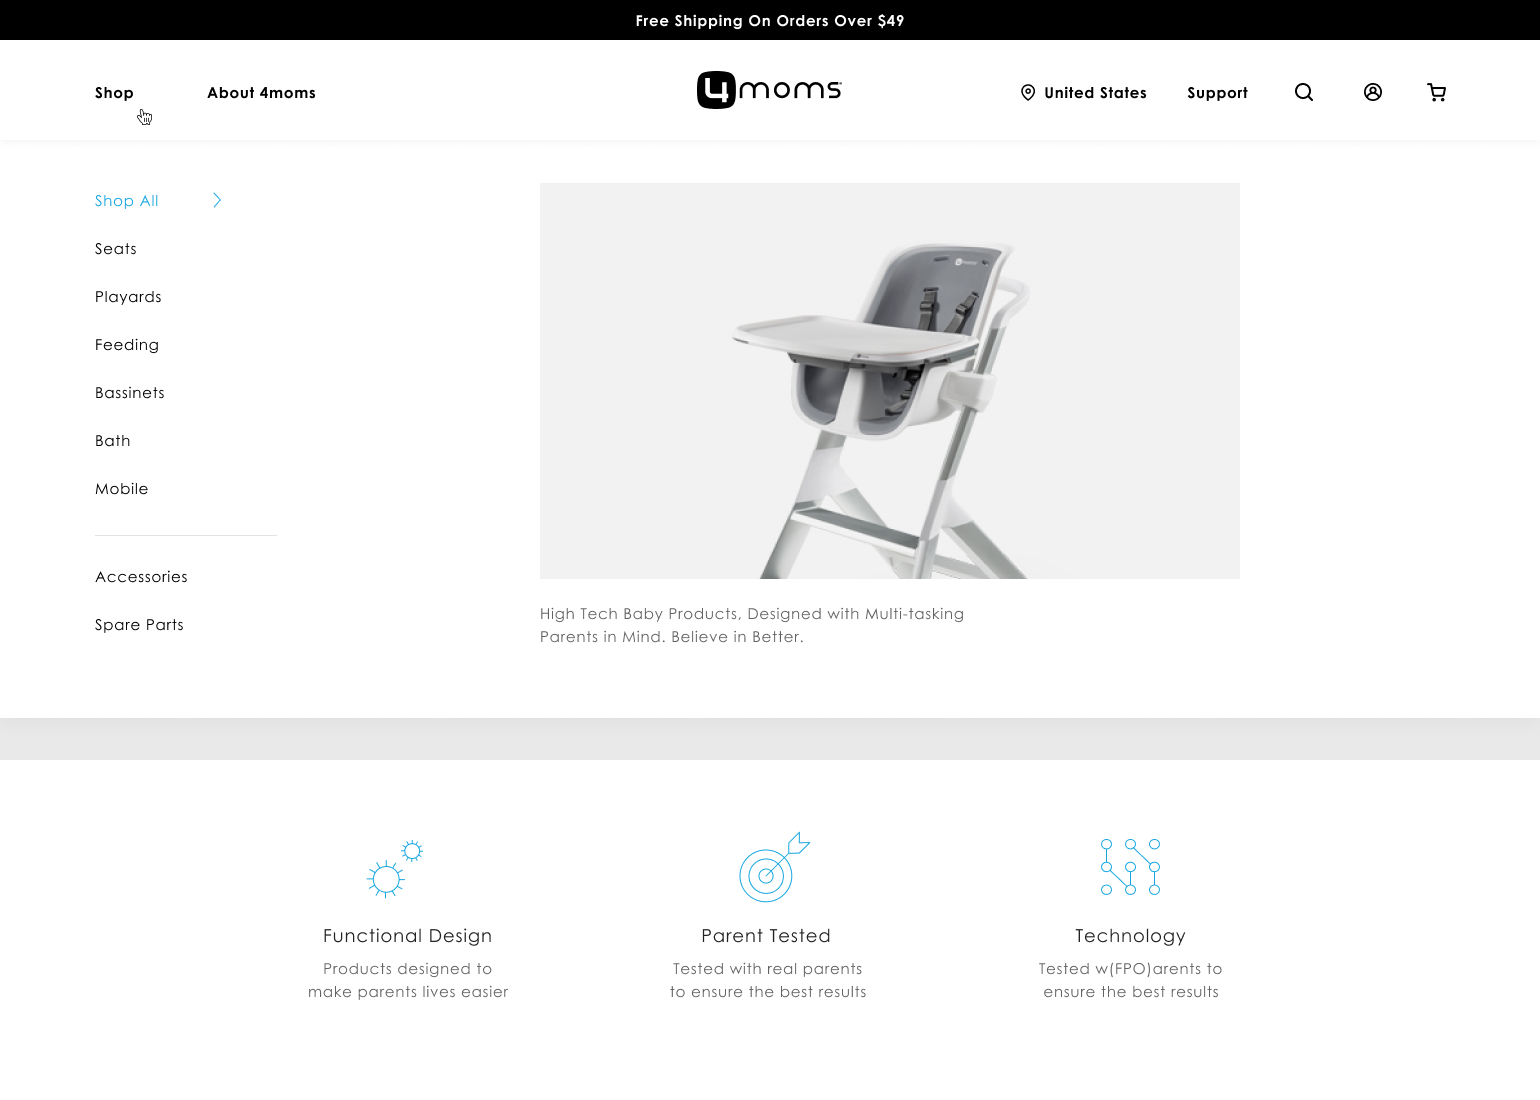 Free Shipping On Orders Over $49
Shop
About 4moms
4moms
United States
Support
Shop All
Seats
Playards
Feeding
Bassinets
Bath
Mobile
Accessories
Spare Parts
High Tech Baby Products, Designed with Multi-tasking
Parents in Mind. Believe in Better.
Functional Design
Products designed to
make parents lives easier
Parent Tested
Tested with real parents
to ensure the best results
Technology
Tested w(FPO)arents to
ensure the best results